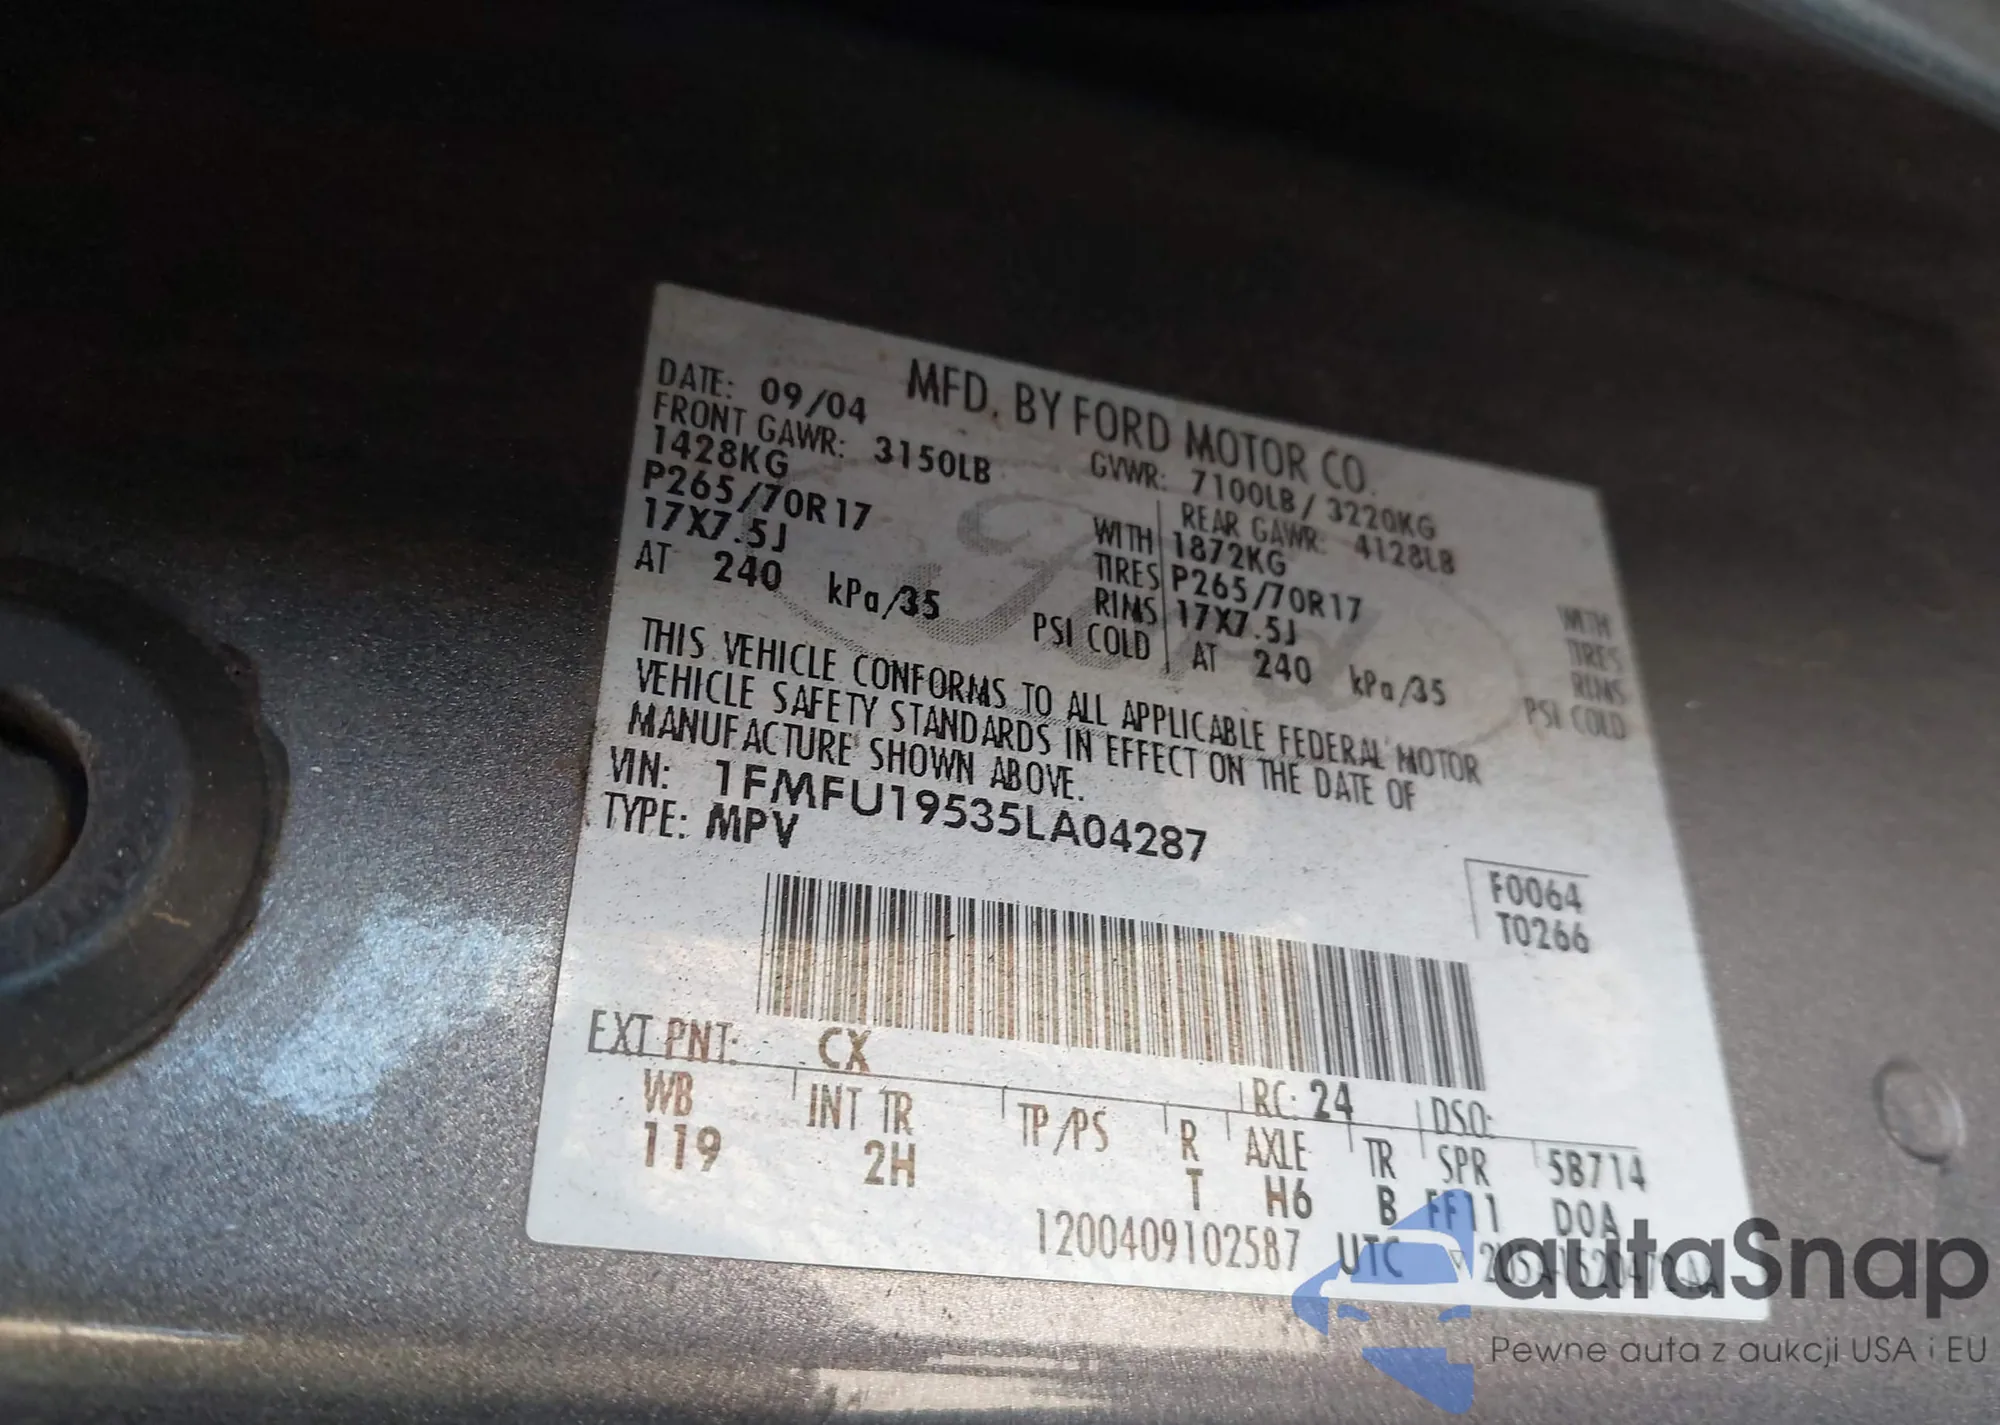 MFD. BY FORD MOTOR CO.
DATE: 09/04 GVWR: 7100LB / 3220KG
FRONT GAWR: 3150LB REAR GAWR: 4128LB
1428KG WITH 1872KG WITH
P265/70R17 TIRES P265/70R17 TIRES
17X7.5J RIMS 17X7.5J RIMS
AT 240 kPa/35 PSI COLD AT 240 kPa/35 PSI COLD
THIS VEHICLE CONFORMS TO ALL APPLICABLE FEDERAL MOTOR
VEHICLE SAFETY STANDARDS IN EFFECT ON THE DATE OF
MANUFACTURE SHOWN ABOVE.
VIN: 1FMFU19535LA04287
TYPE: MPV
F0064
T0266
EXT PNT: CX RC: 24 DSO:
WB INT TR TP/PS R AXLE TR SPR 5B714
119 2H T H6 B FF11 DOA
1200409102587 UTC
autaSnap
Pewne auta z aukcji USA i EU